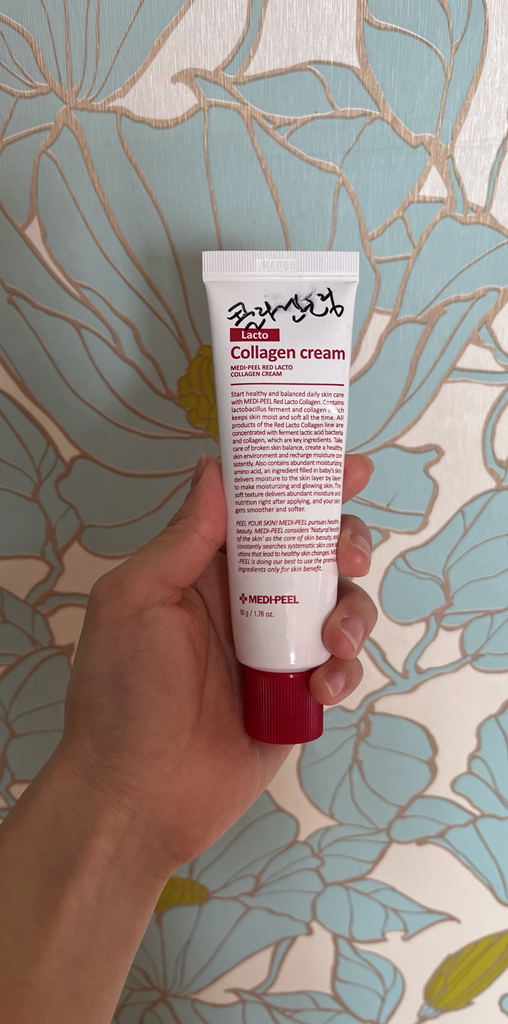 콜라겐크림
Lacto
Collagen cream
MEDI-PEEL RED LACTO
COLLAGEN CREAM
Start healthy and balanced daily skin care
with MEDI-PEEL Red Lacto Collagen. Contains
lactobacillus ferment and collagen which
keeps skin moist and soft all the time. All
products of the Red Lacto Collagen line are
concentrated with ferment lactic acid bacteria
and collagen, which are key ingredients. Take
care of broken skin balance, create a healthy
skin environment and recharge moisture con
sistently. Also contains abundant moisturizing
amino acid, an ingredient filled in baby's skin
delivers moisture to the skin layer by layer
to make moisturizing and glowing skin. The
soft texture delivers abundant moisture and
nutrition right after applying, and your skin
gets smoother and softer.
PEEL YOUR SKIN! MEDI-PEEL pursues healthy
beauty. MEDI-PEEL considers 'Natural health
of the skin' as the core of skin beauty, and
constantly searches systematic skin care sol
utions that lead to healthy skin changes. MEDI
-PEEL is doing our best to use the premium
ingredients only for skin benefit.
MEDI-PEEL
50 g / 1.76 oz.